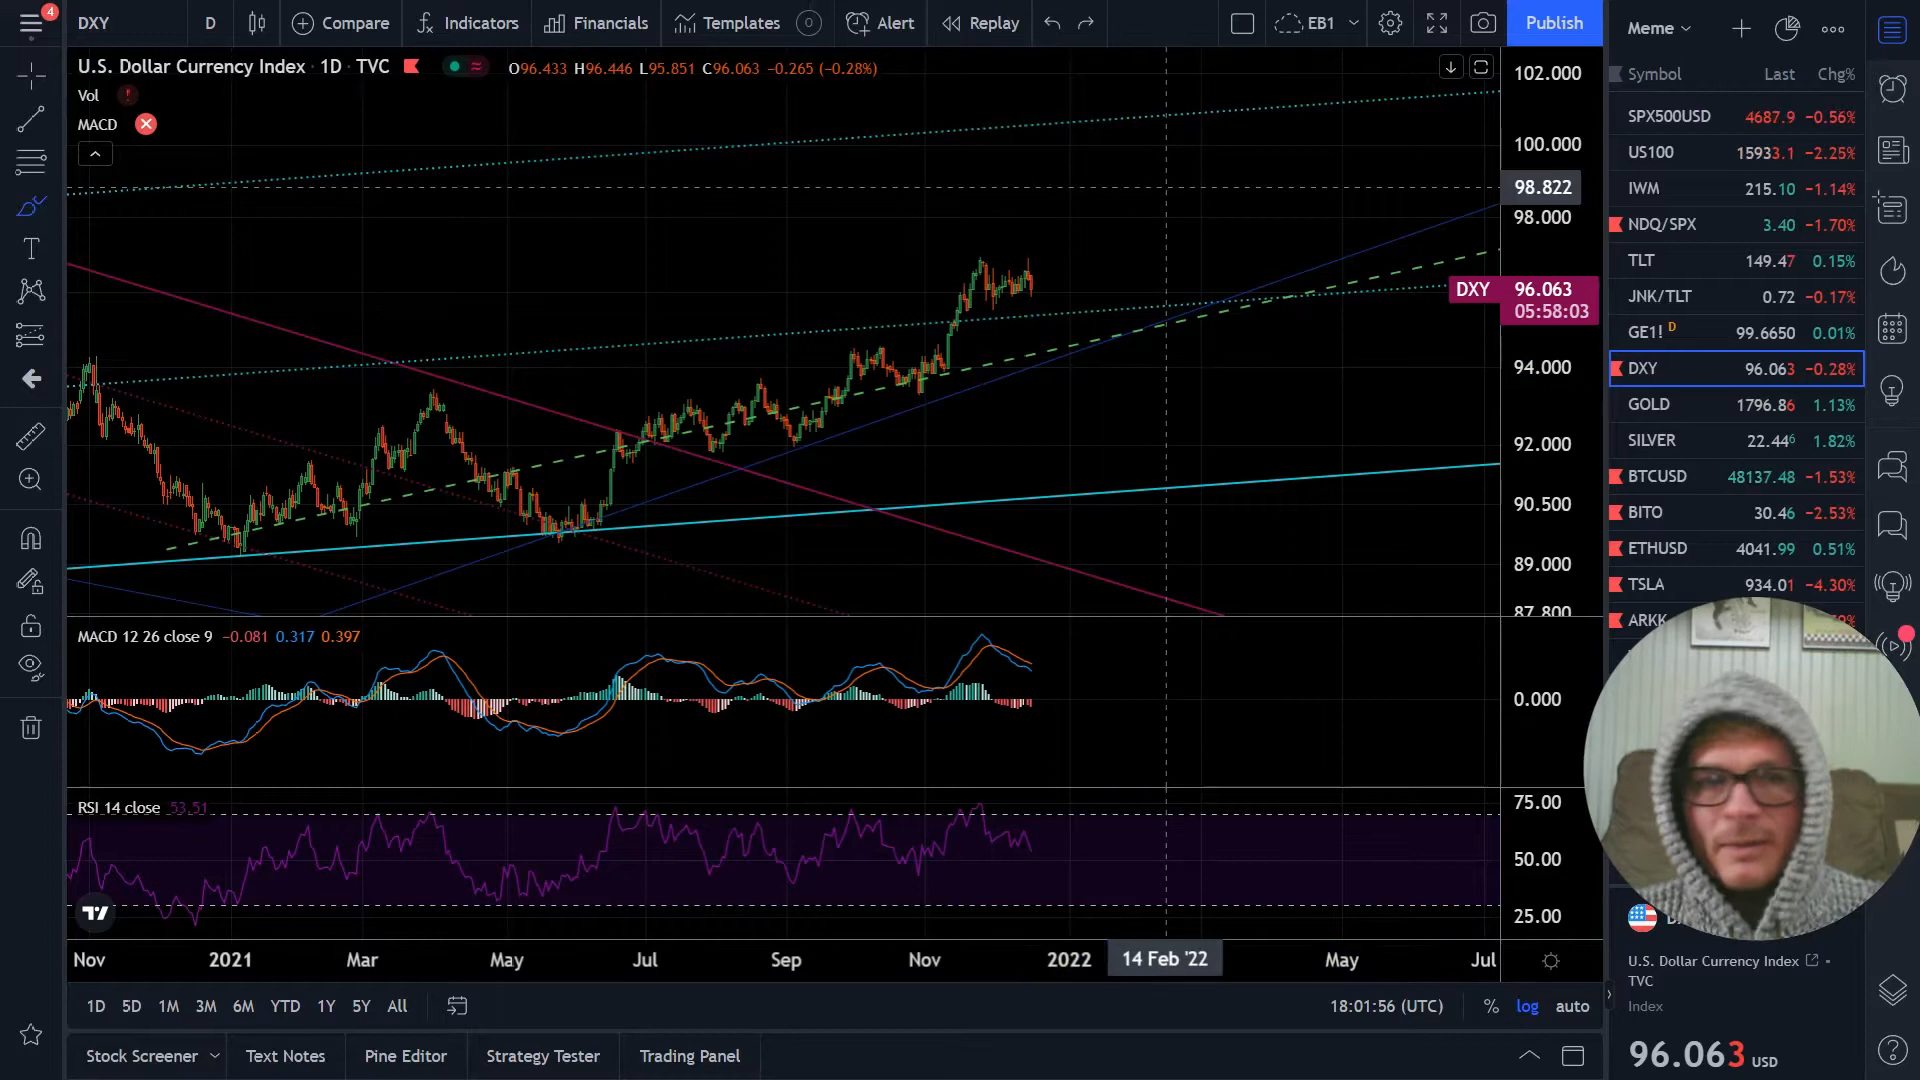 4
DXY
D
Compare
Indicators
Financials
Templates
Alert
Replay
EB1
Publish
Meme
U.S. Dollar Currency Index · 1D · TVC
O96.433 H96.446 L95.851 C96.063 −0.265 (−0.28%)
Vol
MACD
102.000
100.000
98.822
98.000
DXY 96.063
05:58:03
94.000
92.000
90.500
89.000
87.800
MACD 12 26 close 9 −0.081 0.317 0.397
0.000
RSI 14 close 53.51
75.00
50.00
25.00
Nov 2021 Mar May Jul Sep Nov 2022 14 Feb '22 May Jul
1D 5D 1M 3M 6M YTD 1Y 5Y All
18:01:56 (UTC) % log auto
Stock Screener Text Notes Pine Editor Strategy Tester Trading Panel
Symbol Last Chg%
SPX500USD 4687.9 −0.56%
US100 15933.1 −2.25%
IWM 215.10 −1.14%
NDQ/SPX 3.40 −1.70%
TLT 149.47 0.15%
JNK/TLT 0.72 −0.17%
GE1! D 99.6650 0.01%
DXY 96.063 −0.28%
GOLD 1796.86 1.13%
SILVER 22.446 1.82%
BTCUSD 48137.48 −1.53%
BITO 30.46 −2.53%
ETHUSD 4041.99 0.51%
TSLA 934.01 −4.30%
ARKK
U.S. Dollar Currency Index
TVC
Index
96.063 USD